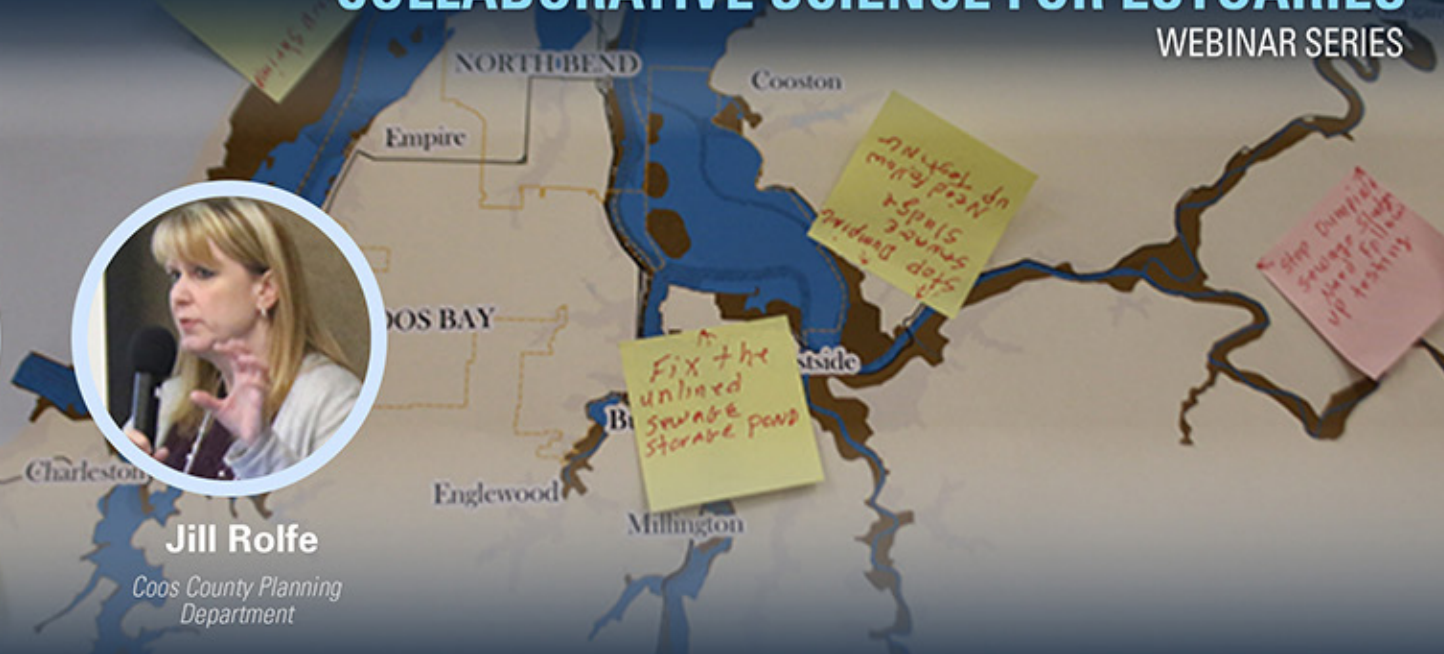 COLLABORATIVE SCIENCE FOR ESTUARIES
WEBINAR SERIES
NORTH BEND
Cooston
Empire
Stop Dumping
Sewage
Sludge
Need follow
up Testing
Stop Dumping
Sewage Sludge
Need Follow
up testing
OOS BAY
stside
Fix the
unlined
sewage
storage pond
Bu
Charleston
Englewood
Millington
Jill Rolfe
Coos County Planning
Department